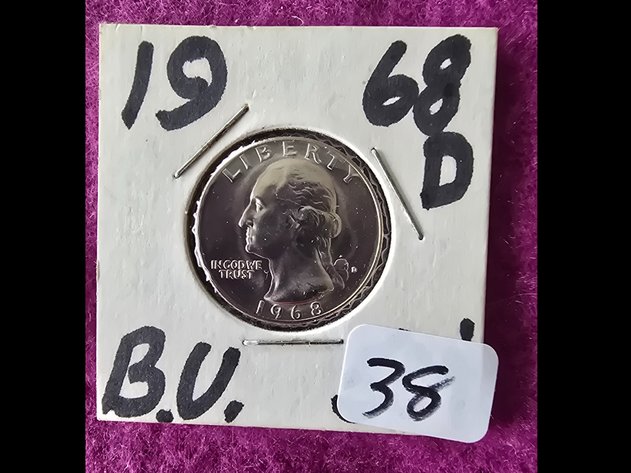 19 68
D
LIBERTY
IN GOD WE
TRUST
D
1968
B.U.
38